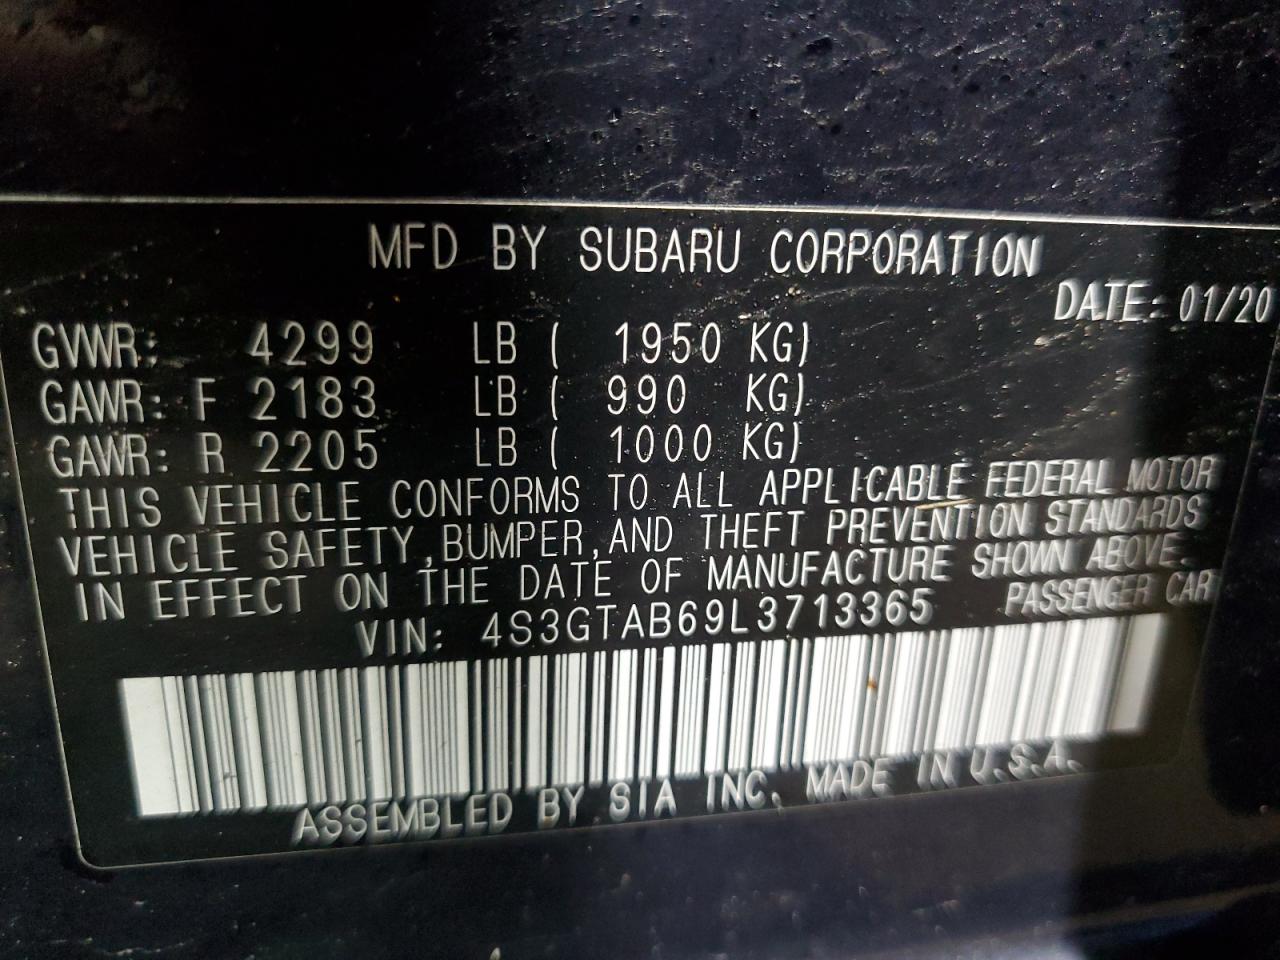 MFD BY SUBARU CORPORATION
DATE: 01/20
GVWR: 4299 LB ( 1950 KG)
GAWR: F 2183 LB ( 990 KG)
GAWR: R 2205 LB ( 1000 KG)
THIS VEHICLE CONFORMS TO ALL APPLICABLE FEDERAL MOTOR
VEHICLE SAFETY,BUMPER,AND THEFT PREVENTION STANDARDS
IN EFFECT ON THE DATE OF MANUFACTURE SHOWN ABOVE.
VIN: 4S3GTAB69L3713365 PASSENGER CAR
ASSEMBLED BY SIA INC, MADE IN U.S.A.